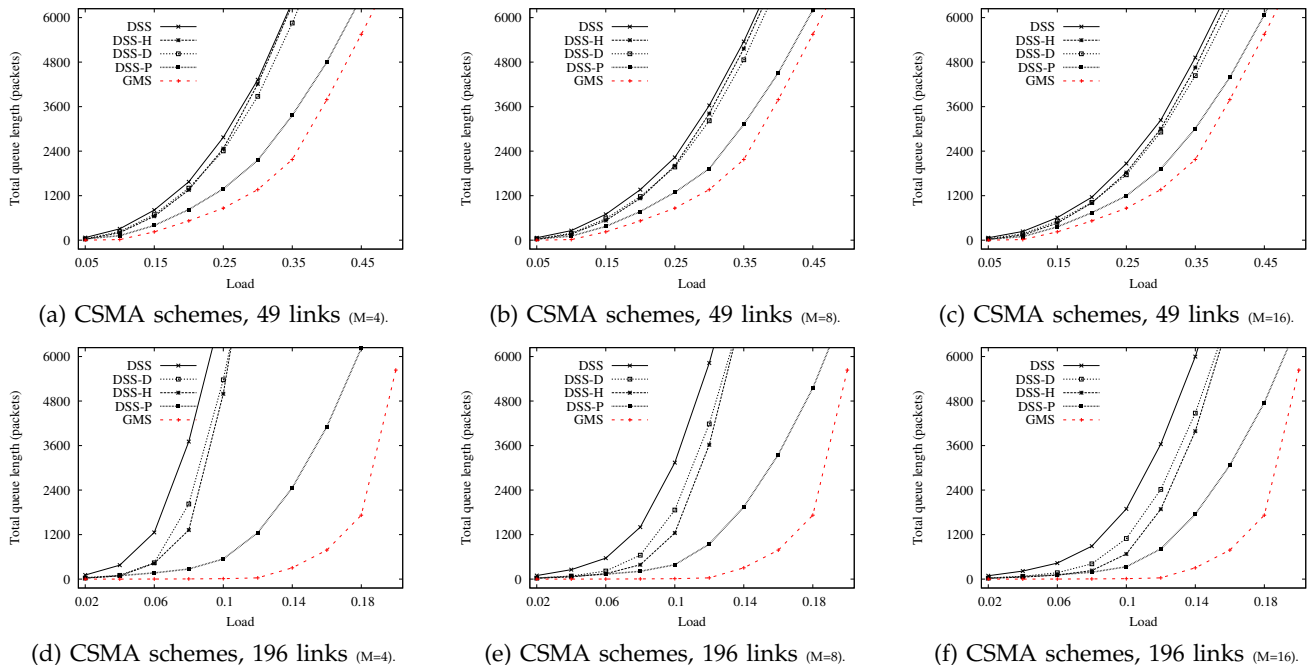 Total queue length (packets)
6000
4800
3600
2400
1200
0
DSS
DSS-H
DSS-D
DSS-P
GMS
0.05 0.15 0.25 0.35 0.45
Load
(a) CSMA schemes, 49 links (M=4).
Total queue length (packets)
6000
4800
3600
2400
1200
0
DSS
DSS-H
DSS-D
DSS-P
GMS
0.05 0.15 0.25 0.35 0.45
Load
(b) CSMA schemes, 49 links (M=8).
Total queue length (packets)
6000
4800
3600
2400
1200
0
DSS
DSS-H
DSS-D
DSS-P
GMS
0.05 0.15 0.25 0.35 0.45
Load
(c) CSMA schemes, 49 links (M=16).
Total queue length (packets)
6000
4800
3600
2400
1200
0
DSS
DSS-D
DSS-H
DSS-P
GMS
0.02 0.06 0.1 0.14 0.18
Load
(d) CSMA schemes, 196 links (M=4).
Total queue length (packets)
6000
4800
3600
2400
1200
0
DSS
DSS-D
DSS-H
DSS-P
GMS
0.02 0.06 0.1 0.14 0.18
Load
(e) CSMA schemes, 196 links (M=8).
Total queue length (packets)
6000
4800
3600
2400
1200
0
DSS
DSS-D
DSS-H
DSS-P
GMS
0.02 0.06 0.1 0.14 0.18
Load
(f) CSMA schemes, 196 links (M=16).